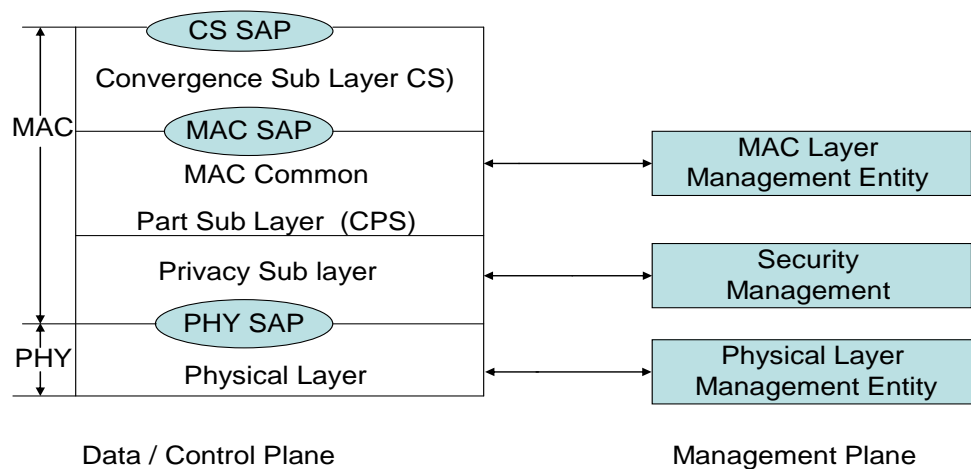 CS SAP
Convergence Sub Layer CS)
MAC
MAC SAP
MAC Common
Part Sub Layer (CPS)
Privacy Sub layer
PHY SAP
PHY
Physical Layer
MAC Layer
Management Entity
Security
Management
Physical Layer
Management Entity
Data / Control Plane
Management Plane